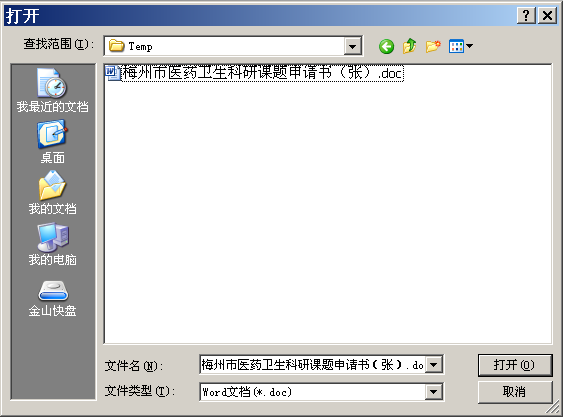 打开
查找范围(I):
Temp
我最近的文档
桌面
我的文档
我的电脑
金山快盘
梅州市医药卫生科研课题申请书（张）.doc
文件名(N):
梅州市医药卫生科研课题申请书(张).do
打开(O)
文件类型(T):
Word文档(*.doc)
取消